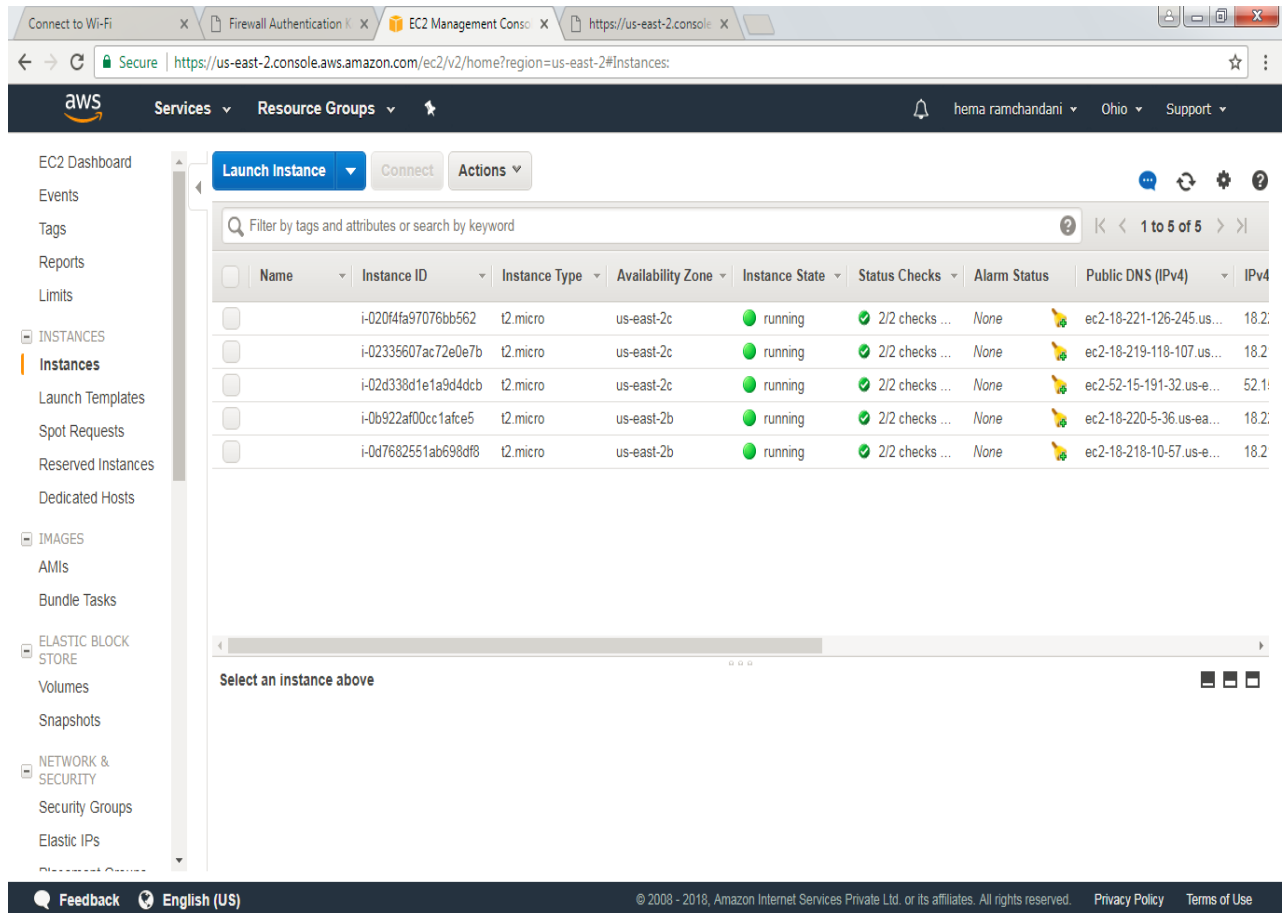 Connect to Wi-Fi
Firewall Authentication K
EC2 Management Conso
https://us-east-2.console
Secure | https://us-east-2.console.aws.amazon.com/ec2/v2/home?region=us-east-2#Instances:
aws Services Resource Groups hema ramchandani Ohio Support
EC2 Dashboard
Events
Tags
Reports
Limits
INSTANCES
Instances
Launch Templates
Spot Requests
Reserved Instances
Dedicated Hosts
IMAGES
AMIs
Bundle Tasks
ELASTIC BLOCK
STORE
Volumes
Snapshots
NETWORK &
SECURITY
Security Groups
Elastic IPs
Launch Instance Connect Actions
Filter by tags and attributes or search by keyword
1 to 5 of 5
Name Instance ID Instance Type Availability Zone Instance State Status Checks Alarm Status Public DNS (IPv4) IPv4
i-020f4fa97076bb562 t2.micro us-east-2c running 2/2 checks ... None ec2-18-221-126-245.us... 18.2
i-02335607ac72e0e7b t2.micro us-east-2c running 2/2 checks ... None ec2-18-219-118-107.us... 18.2
i-02d338d1e1a9d4dcb t2.micro us-east-2c running 2/2 checks ... None ec2-52-15-191-32.us-e... 52.1
i-0b922af00cc1afce5 t2.micro us-east-2b running 2/2 checks ... None ec2-18-220-5-36.us-ea... 18.2
i-0d7682551ab698df8 t2.micro us-east-2b running 2/2 checks ... None ec2-18-218-10-57.us-e... 18.2
Select an instance above
Feedback English (US) © 2008 - 2018, Amazon Internet Services Private Ltd. or its affiliates. All rights reserved. Privacy Policy Terms of Use